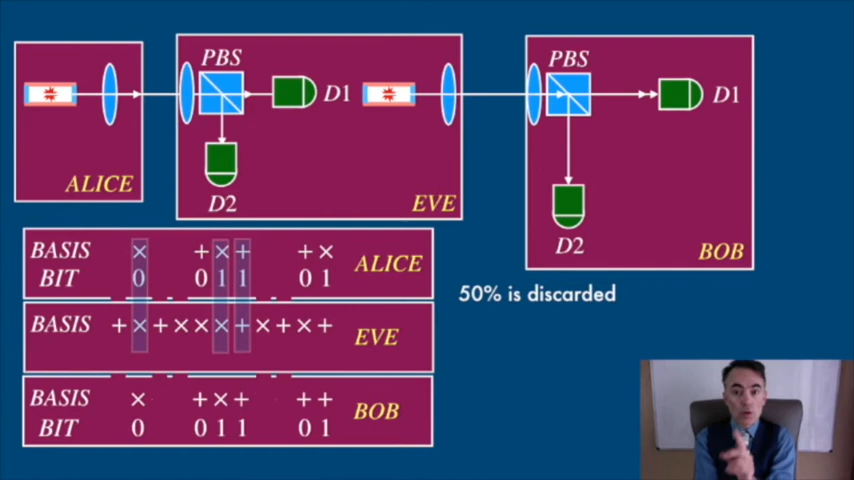 PBS
D1
D2
ALICE
EVE
PBS
D1
D2
BOB
BASIS × + × + + × ALICE
BIT 0 0 1 1 0 1
BASIS + × + × × × + × + × + EVE
BASIS × + × + + + BOB
BIT 0 0 1 1 0 1
50% is discarded